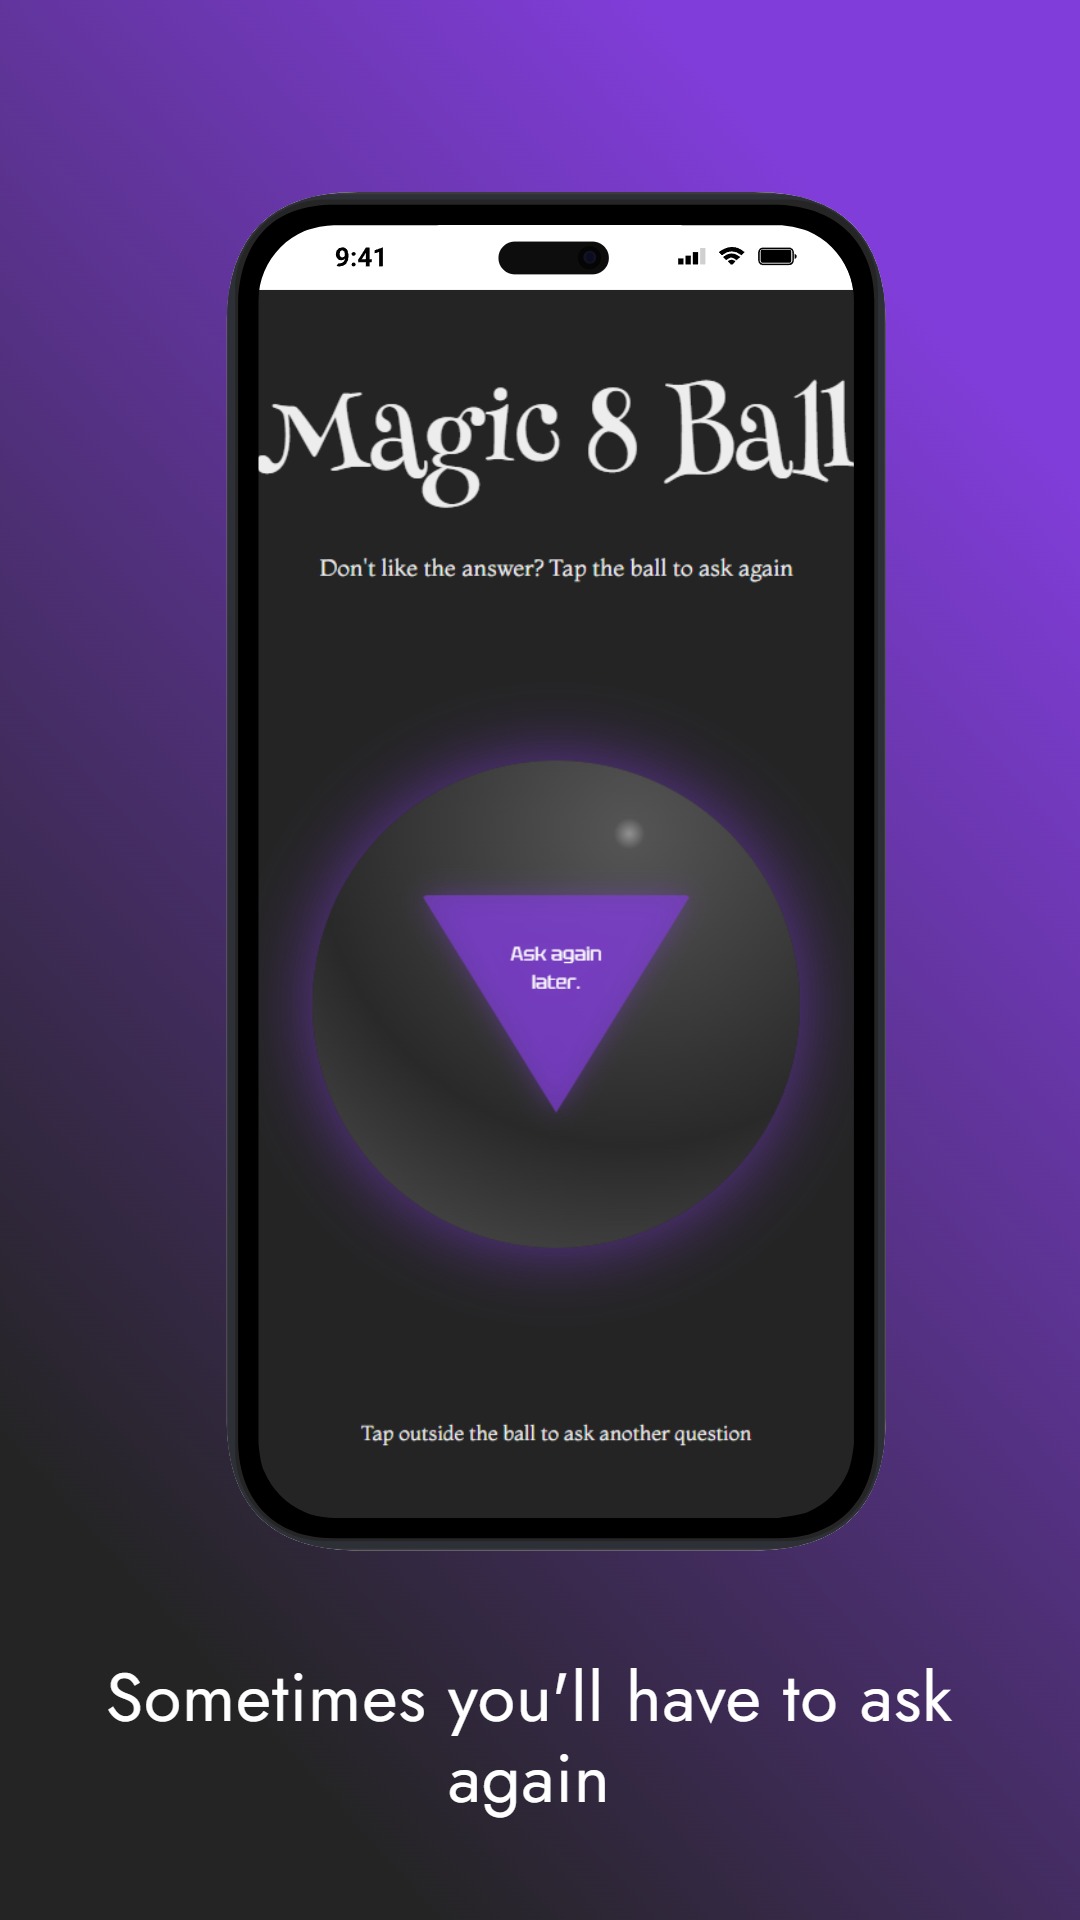 9:41
Magic 8 Ball
Don't like the answer? Tap the ball to ask again
Ask again
later.
Tap outside the ball to ask another question
Sometimes you'll have to ask
again